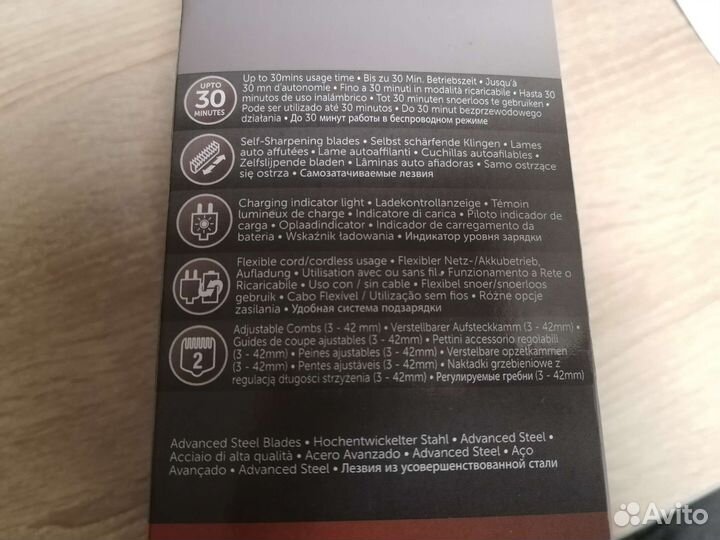 UP TO
30
MINUTES
Up to 30mins usage time • Bis zu 30 Min. Betriebszeit • Jusqu'à
30 mn d'autonomie • Fino a 30 minuti in modalità ricaricabile • Hasta 30
minutos de uso inalámbrico • Tot 30 minuten snoerloos te gebruiken •
Pode ser utilizado até 30 minutos • Do 30 minut bezprzewodowego
działania • До 30 минут работы в беспроводном режиме
Self-Sharpening blades • Selbst schärfende Klingen • Lames
auto affutées • Lame autoaffilanti • Cuchillas autoafilables •
Zelfslijpende bladen • Lâminas auto afiadoras • Samo ostrzące
się ostrza • Самозатачиваемые лезвия
Charging indicator light • Ladekontrollanzeige • Témoin
lumineux de charge • Indicatore di carica • Piloto indicador de
carga • Oplaadindicator • Indicador de carregamento da
bateria • Wskaźnik ładowania • Индикатор уровня зарядки
Flexible cord/cordless usage • Flexibler Netz-/Akkubetrieb,
Aufladung • Utilisation avec ou sans fil • Funzionamento a Rete o
Ricaricabile • Uso con / sin cable • Flexibel snoer/snoerloos
gebruik • Cabo Flexível / Utilização sem fios • Różne opcje
zasilania • Удобная система подзарядки
2
Adjustable Combs (3 - 42 mm) • Verstellbarer Aufsteckkamm (3 - 42mm) •
Guides de coupe ajustables (3 - 42mm) • Pettini accessorio regolabili
(3 - 42mm) • Peines ajustables (3 - 42mm) • Verstelbare opzetkammen
(3 - 42mm) • Pentes ajustáveis (3 - 42mm) • Nakładki grzebieniowe z
regulacją długości strzyżenia (3 - 42mm) • Регулируемые гребни (3 - 42mm)
Advanced Steel Blades • Hochentwickelter Stahl • Advanced Steel •
Acciaio di alta qualità • Acero Avanzado • Advanced Steel • Aço
Avançado • Advanced Steel • Лезвия из усовершенствованной стали
Avito